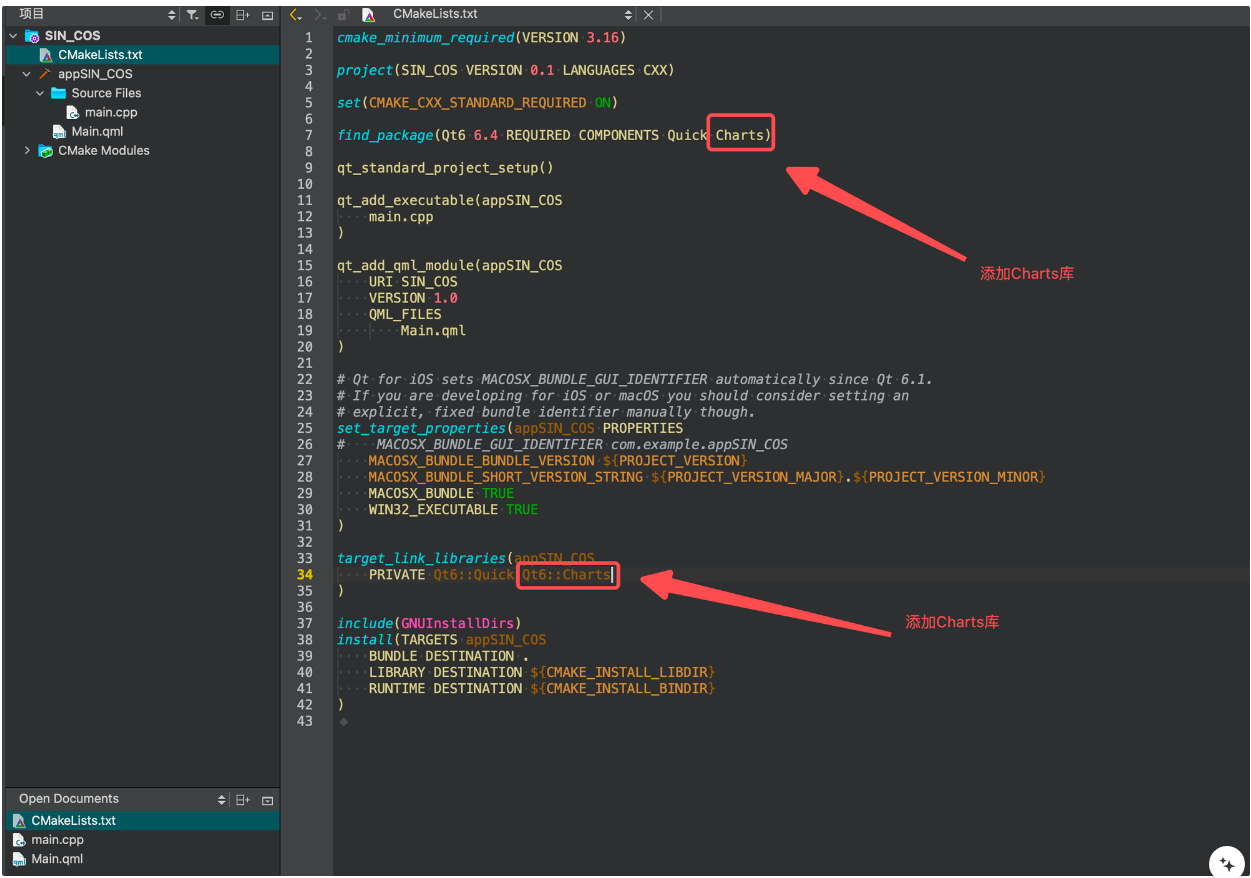 项目
CMakeLists.txt
SIN_COS
CMakeLists.txt
appSIN_COS
Source Files
main.cpp
Main.qml
CMake Modules
1 cmake_minimum_required(VERSION 3.16)
2
3 project(SIN_COS VERSION 0.1 LANGUAGES CXX)
4
5 set(CMAKE_CXX_STANDARD_REQUIRED ON)
6
7 find_package(Qt6 6.4 REQUIRED COMPONENTS Quick Charts)
8
9 qt_standard_project_setup()
10
11 qt_add_executable(appSIN_COS
12 main.cpp
13 )
14
15 qt_add_qml_module(appSIN_COS
16 URI SIN_COS
17 VERSION 1.0
18 QML_FILES
19 Main.qml
20 )
21
22 # Qt for iOS sets MACOSX_BUNDLE_GUI_IDENTIFIER automatically since Qt 6.1.
23 # If you are developing for iOS or macOS you should consider setting an
24 # explicit, fixed bundle identifier manually though.
25 set_target_properties(appSIN_COS PROPERTIES
26 # MACOSX_BUNDLE_GUI_IDENTIFIER com.example.appSIN_COS
27 MACOSX_BUNDLE_BUNDLE_VERSION ${PROJECT_VERSION}
28 MACOSX_BUNDLE_SHORT_VERSION_STRING ${PROJECT_VERSION_MAJOR}.${PROJECT_VERSION_MINOR}
29 MACOSX_BUNDLE TRUE
30 WIN32_EXECUTABLE TRUE
31 )
32
33 target_link_libraries(appSIN_COS
34 PRIVATE Qt6::Quick Qt6::Charts
35 )
36
37 include(GNUInstallDirs)
38 install(TARGETS appSIN_COS
39 BUNDLE DESTINATION .
40 LIBRARY DESTINATION ${CMAKE_INSTALL_LIBDIR}
41 RUNTIME DESTINATION ${CMAKE_INSTALL_BINDIR}
42 )
43
添加Charts库
添加Charts库
Open Documents
CMakeLists.txt
main.cpp
Main.qml